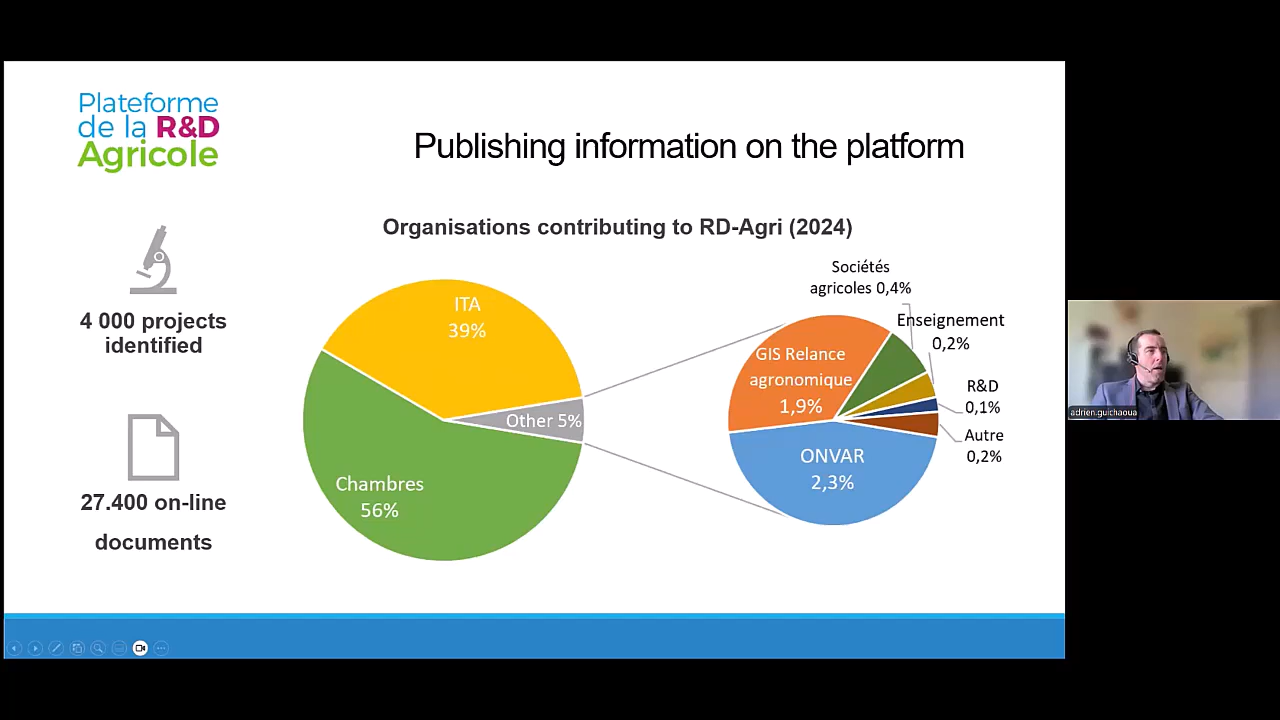 Plateforme
de la R&D
Agricole
Publishing information on the platform
Organisations contributing to RD-Agri (2024)
4 000 projects
identified
27.400 on-line
documents
ITA
39%
Other 5%
Chambres
56%
Sociétés
agricoles 0,4%
Enseignement
0,2%
R&D
0,1%
Autre
0,2%
GIS Relance
agronomique
1,9%
ONVAR
2,3%
adrien.guichaoua